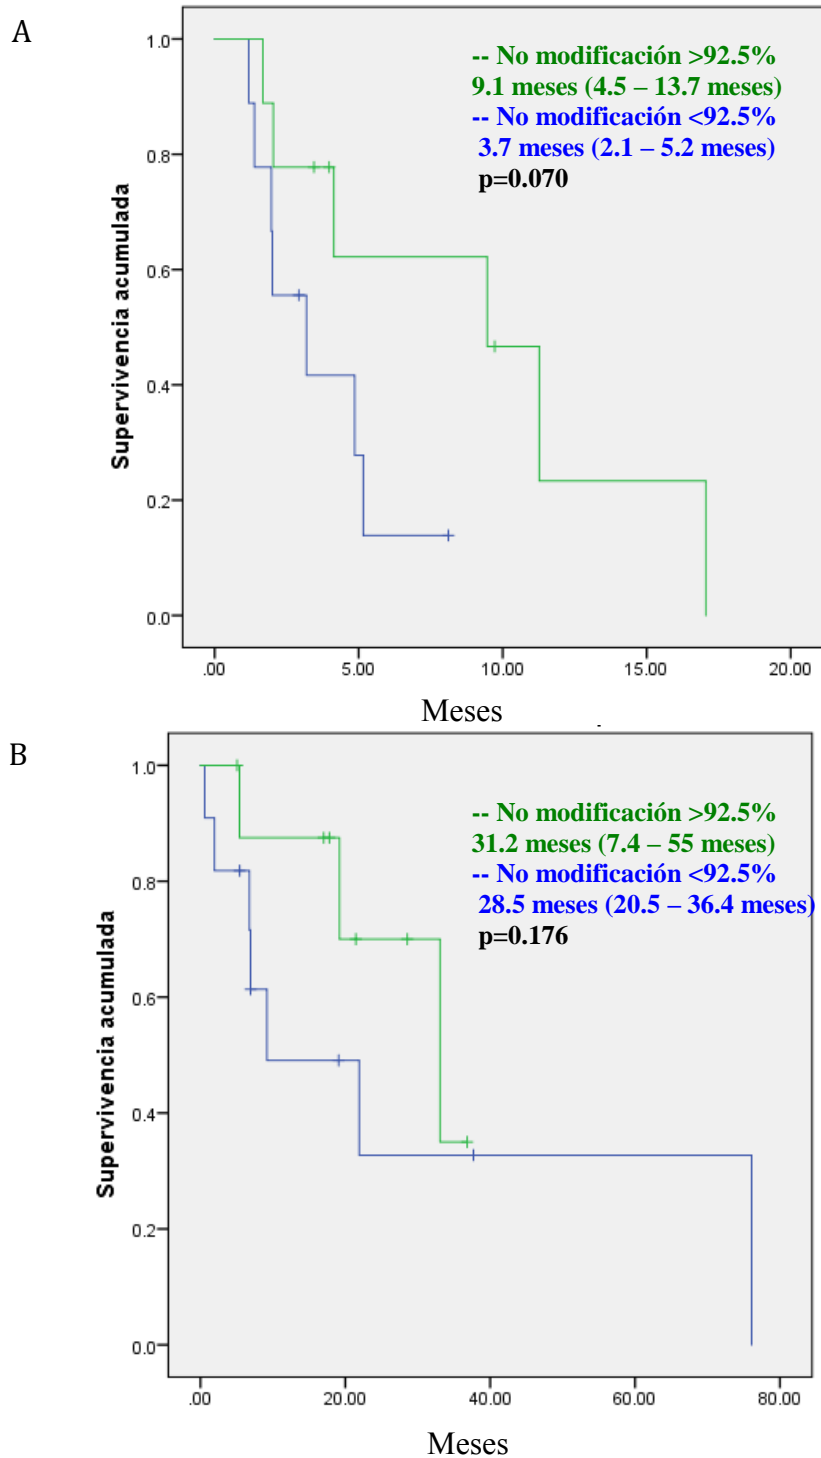 A
-- No modificación >92.5%
9.1 meses (4.5 – 13.7 meses)
-- No modificación <92.5%
3.7 meses (2.1 – 5.2 meses)
p=0.070
Supervivencia acumulada
1.0
0.8
0.6
0.4
0.2
0.0
.00 5.00 10.00 15.00 20.00
Meses
B
-- No modificación >92.5%
31.2 meses (7.4 – 55 meses)
-- No modificación <92.5%
28.5 meses (20.5 – 36.4 meses)
p=0.176
Supervivencia acumulada
1.0
0.8
0.6
0.4
0.2
0.0
.00 20.00 40.00 60.00 80.00
Meses